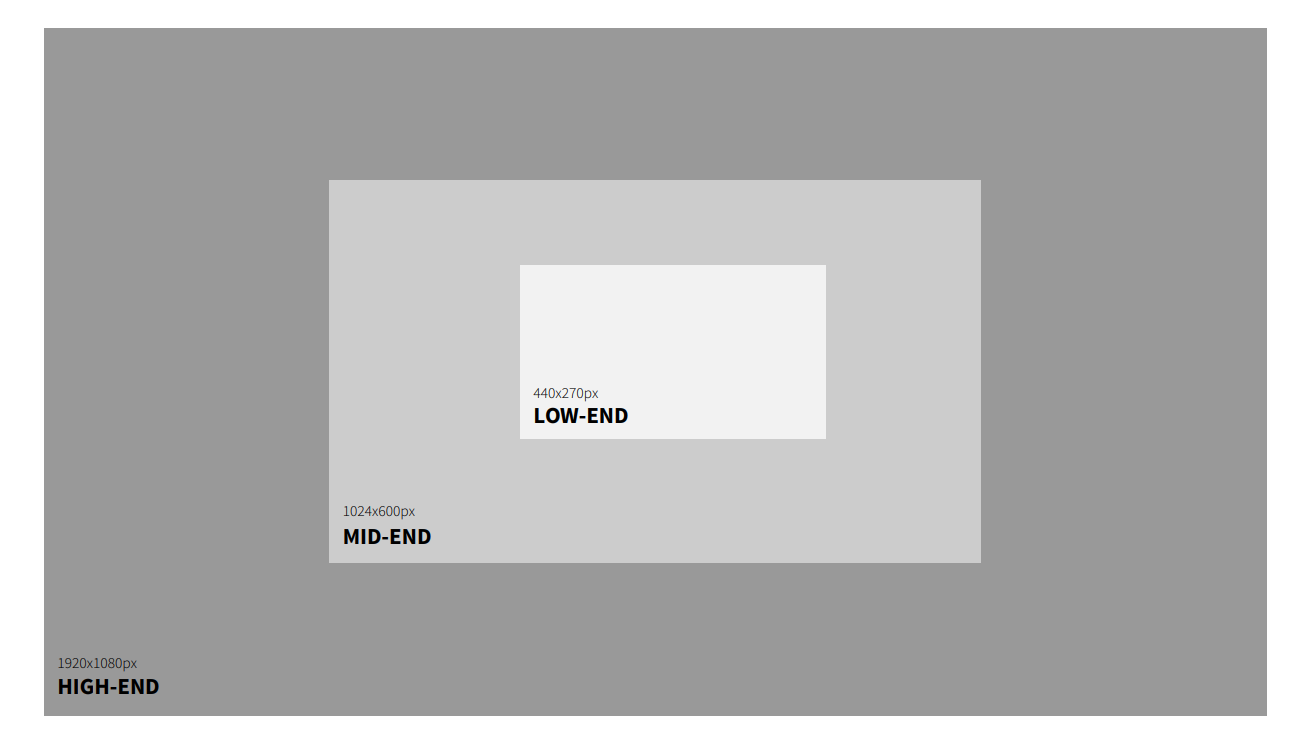 440x270px
LOW-END
1024x600px
MID-END
1920x1080px
HIGH-END